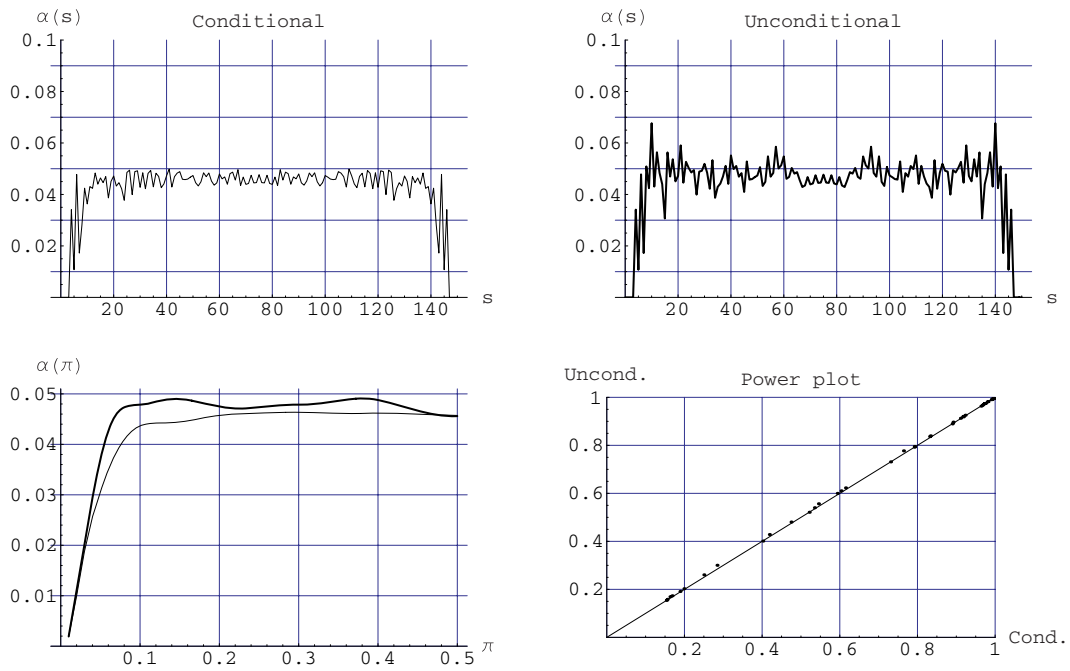 α(s)
Conditional
0.1
0.08
0.06
0.04
0.02
20 40 60 80 100 120 140
s
α(s)
Unconditional
0.1
0.08
0.06
0.04
0.02
20 40 60 80 100 120 140
s
α(π)
0.05
0.04
0.03
0.02
0.01
0.1 0.2 0.3 0.4 0.5
π
Uncond.
Power plot
1
0.8
0.6
0.4
0.2
0.2 0.4 0.6 0.8 1
Cond.